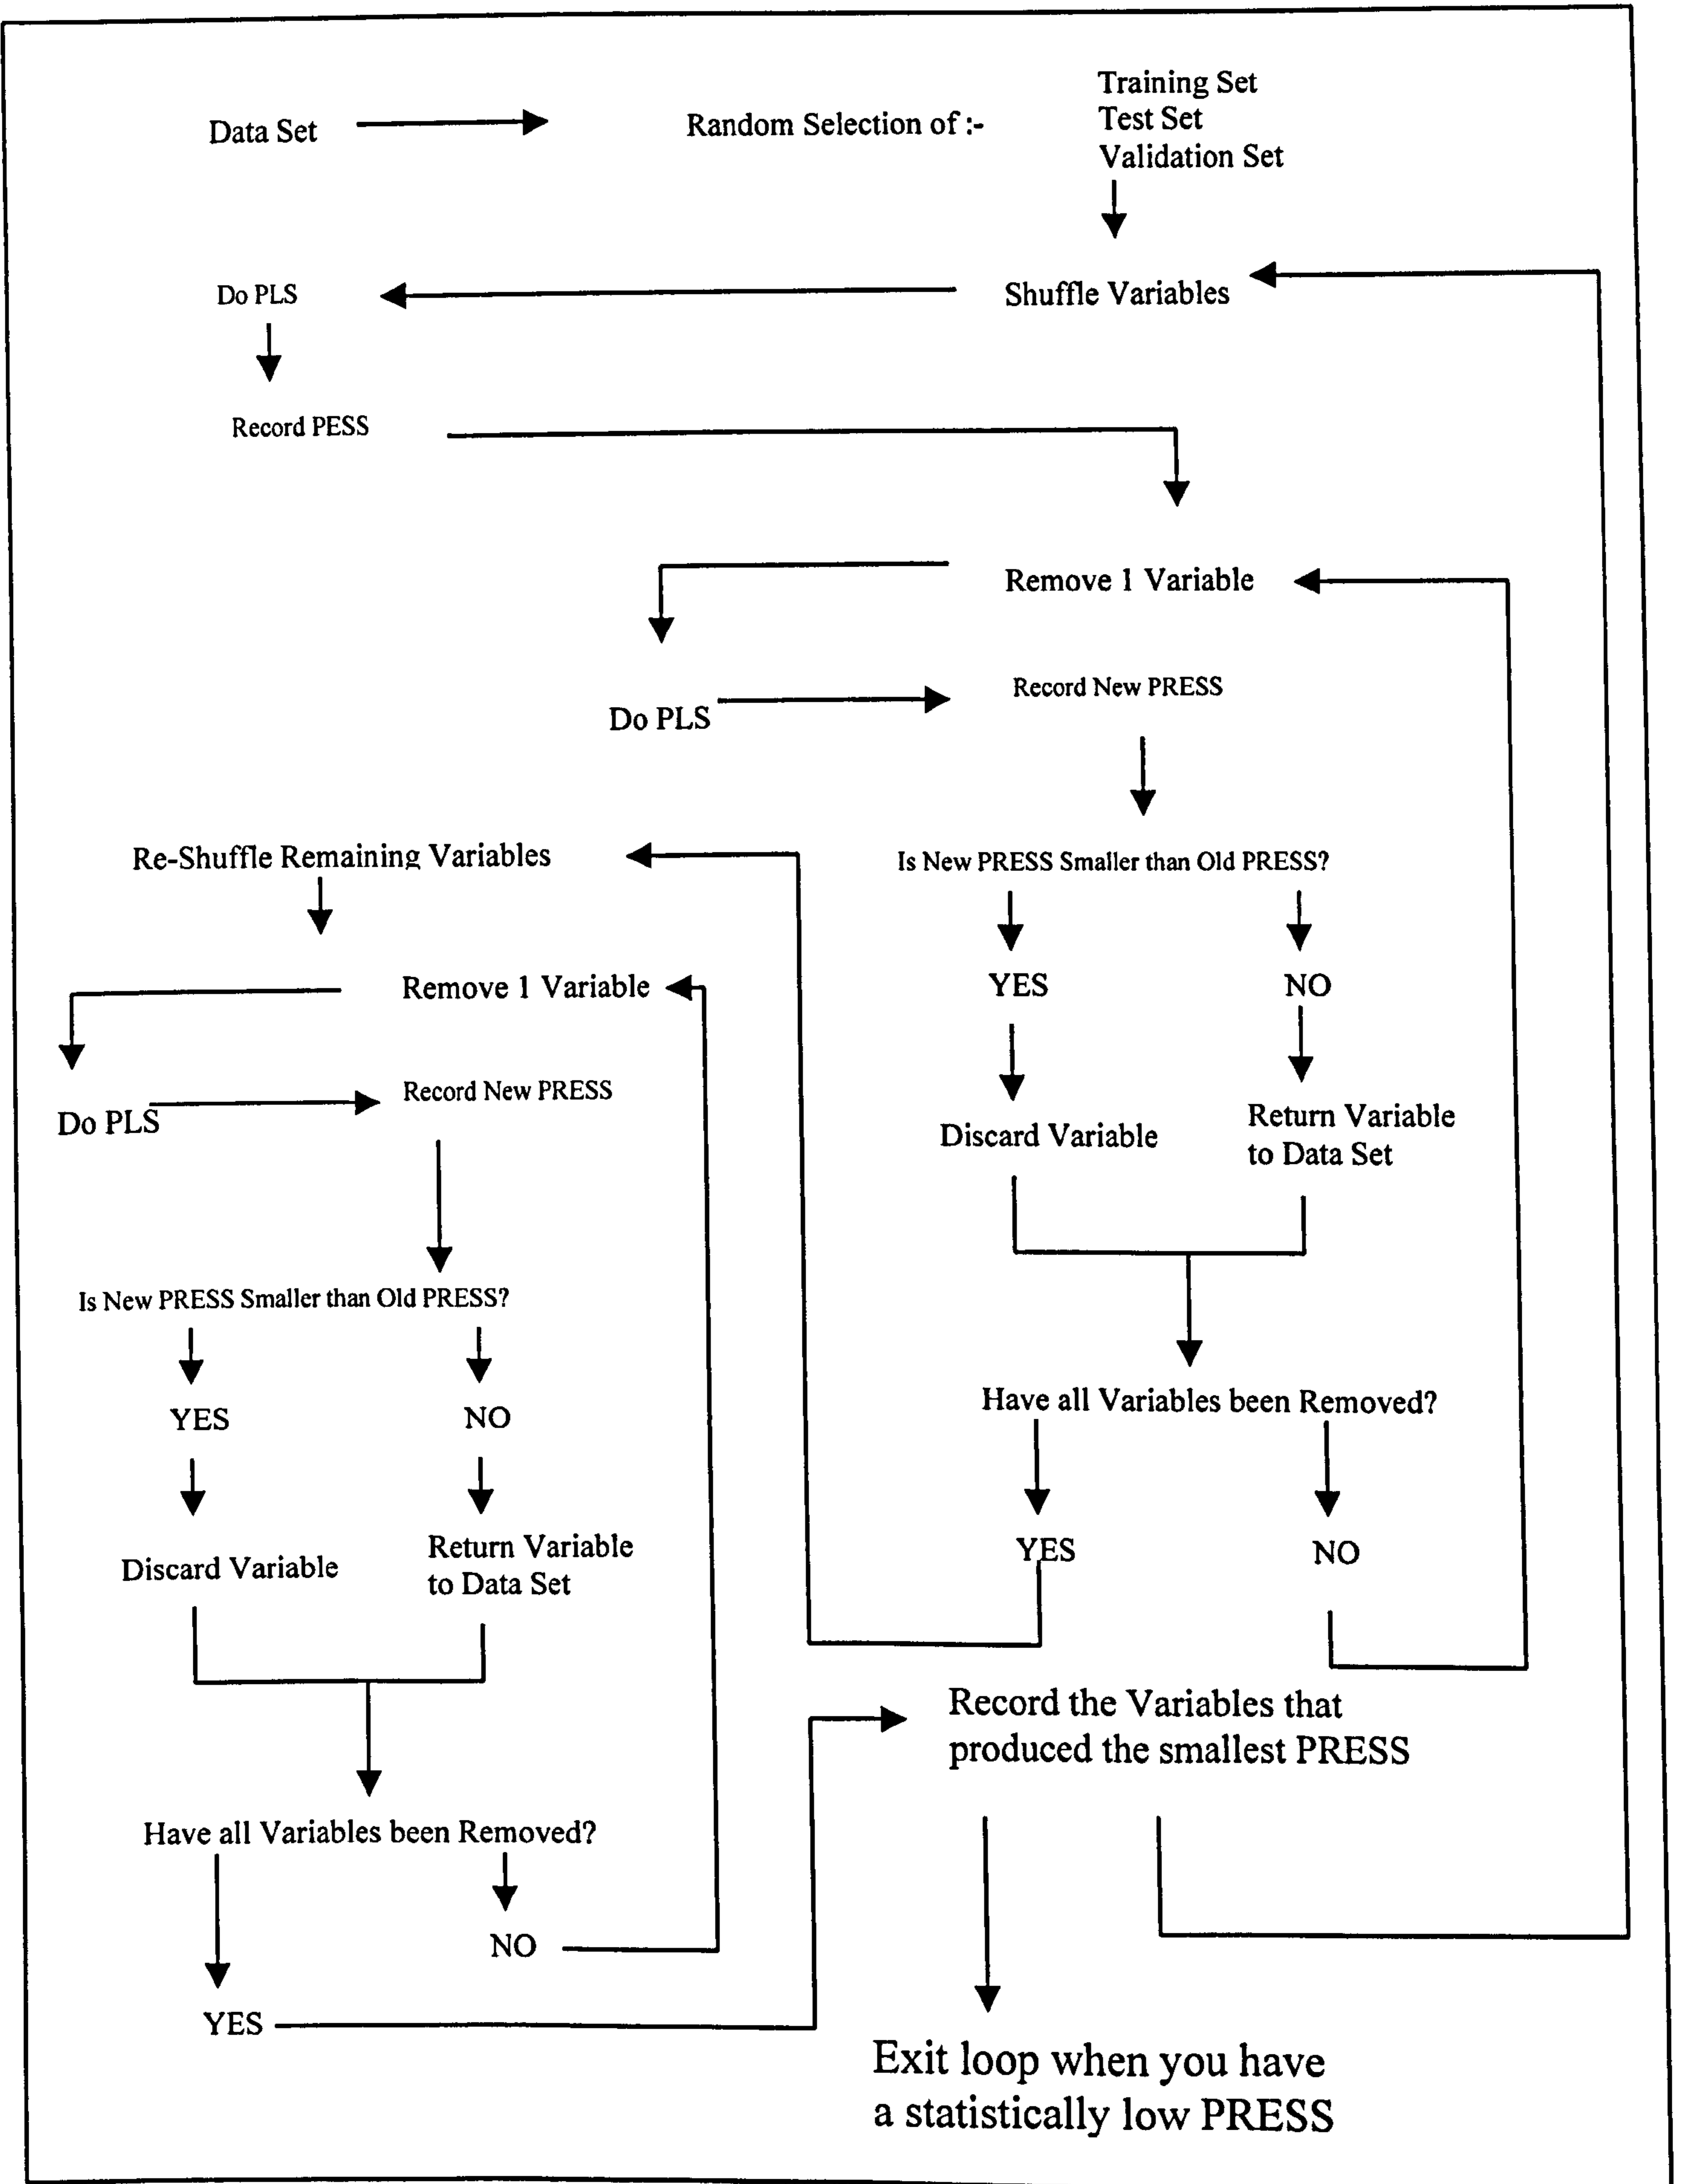 Data Set
Random Selection of :-
Training Set
Test Set
Validation Set
Shuffle Variables
Do PLS
Record PESS
Remove 1 Variable
Do PLS
Record New PRESS
Is New PRESS Smaller than Old PRESS?
YES
NO
Discard Variable
Return Variable
to Data Set
Have all Variables been Removed?
YES
NO
Re-Shuffle Remaining Variables
Remove 1 Variable
Do PLS
Record New PRESS
Is New PRESS Smaller than Old PRESS?
YES
NO
Discard Variable
Return Variable
to Data Set
Have all Variables been Removed?
NO
YES
Record the Variables that
produced the smallest PRESS
Exit loop when you have
a statistically low PRESS